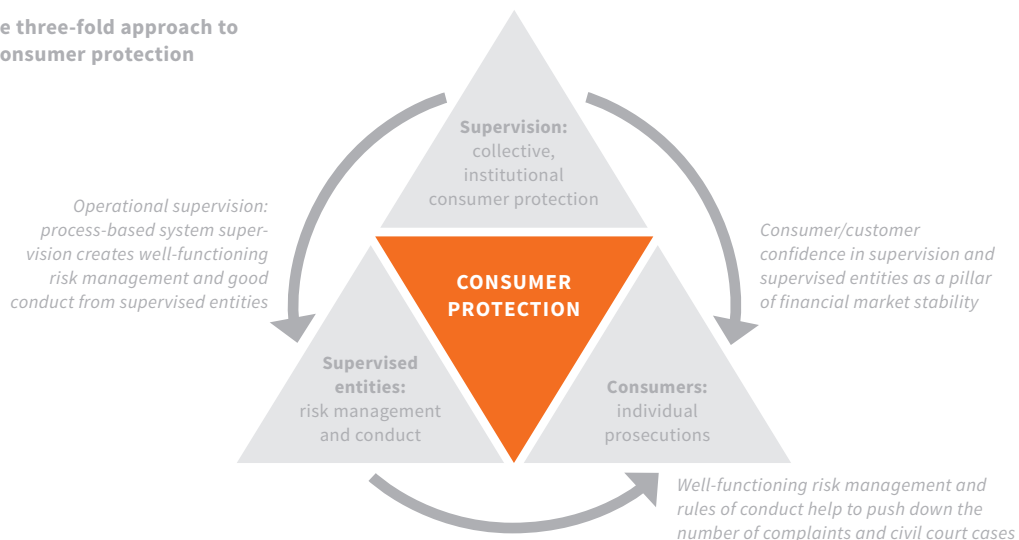 e three-fold approach to
onsumer protection
Supervision:
collective,
institutional
consumer protection
Operational supervision:
process-based system super-
vision creates well-functioning
risk management and good
conduct from supervised entities
Consumer/customer
confidence in supervision and
supervised entities as a pillar
of financial market stability
CONSUMER
PROTECTION
Supervised
entities:
risk management
and conduct
Consumers:
individual
prosecutions
Well-functioning risk management and
rules of conduct help to push down the
number of complaints and civil court cases